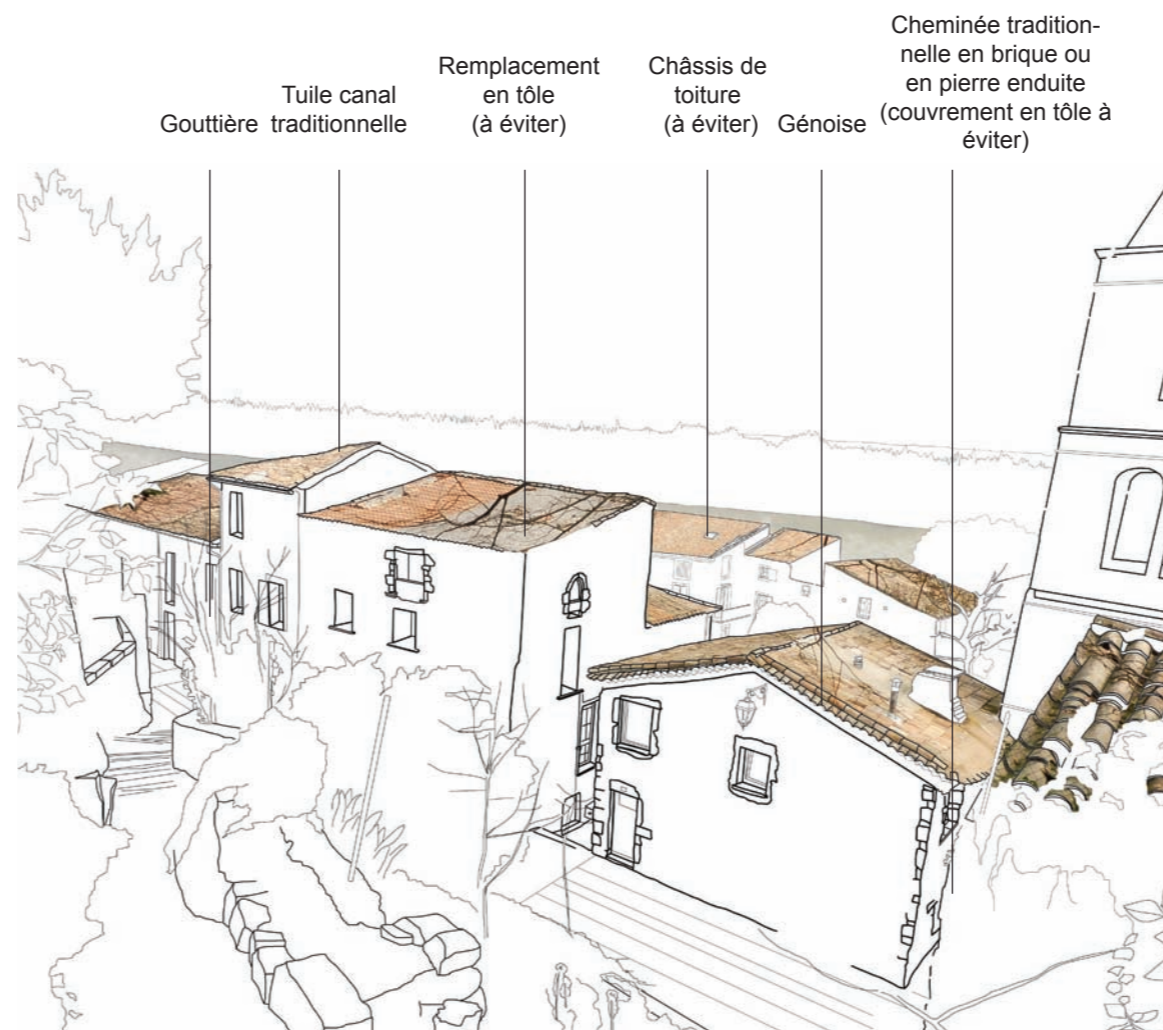 Gouttière
Tuile canal
traditionnelle
Remplacement
en tôle
(à éviter)
Châssis de
toiture
(à éviter)
Génoise
Cheminée tradition-
nelle en brique ou
en pierre enduite
(couvrement en tôle à
éviter)